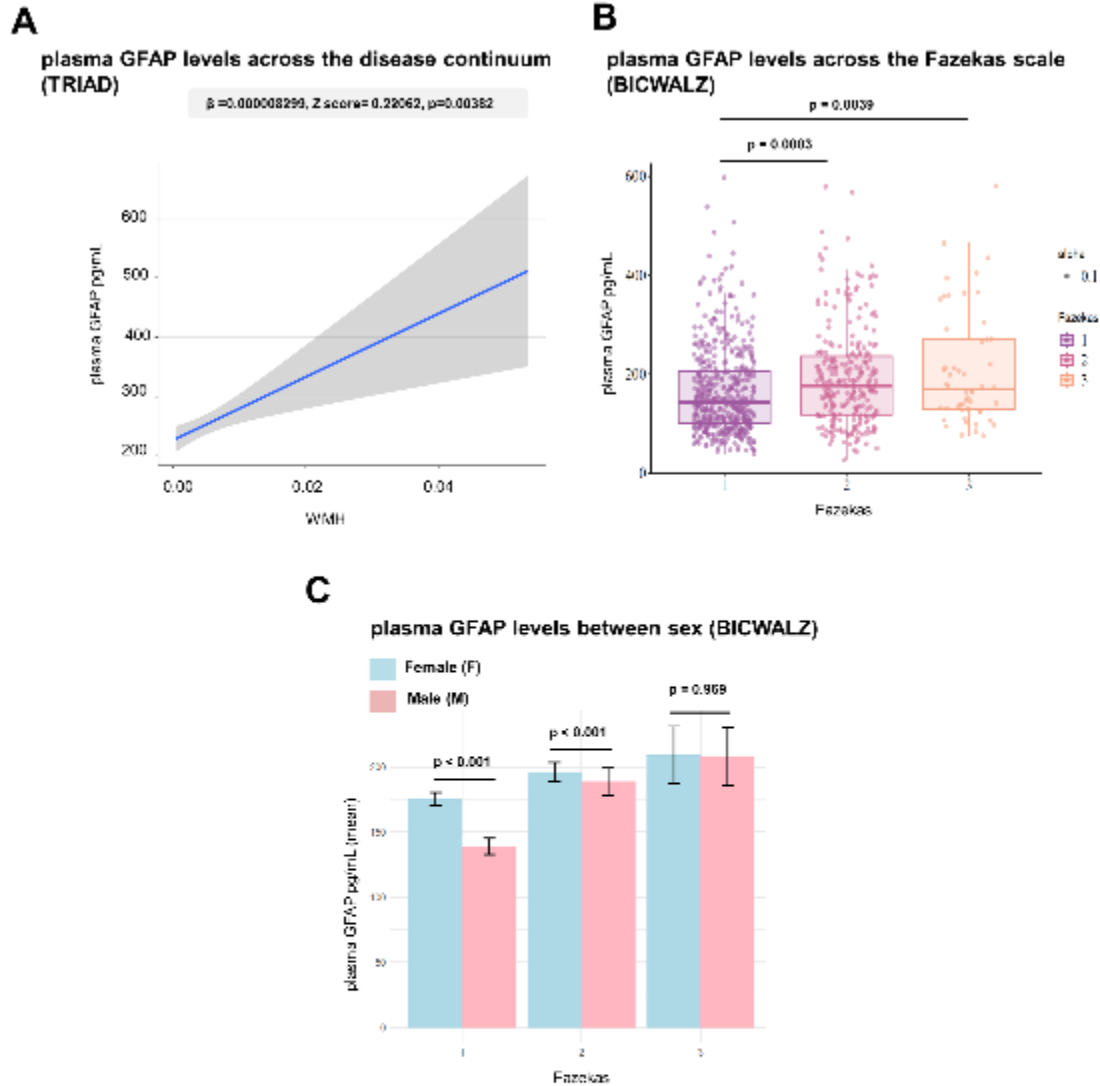 A
plasma GFAP levels across the disease continuum
(TRIAD)
β =0.000008299, Z score= 0.22062, p=0.00382
600
500
400
300
200
plasma GFAP pg/mL
0.00
0.02
0.04
WMH
B
plasma GFAP levels across the Fazekas scale
(BICWALZ)
p = 0.0039
p = 0.0003
600
400
200
0
plasma GFAP pg/mL
1
2
3
Fazekas
alpha
0.1
Fazekas
1
2
3
C
plasma GFAP levels between sex (BICWALZ)
Female (F)
Male (M)
p < 0.001
p < 0.001
p = 0.969
200
150
100
50
0
plasma GFAP pg/mL (mean)
1
2
3
Fazekas